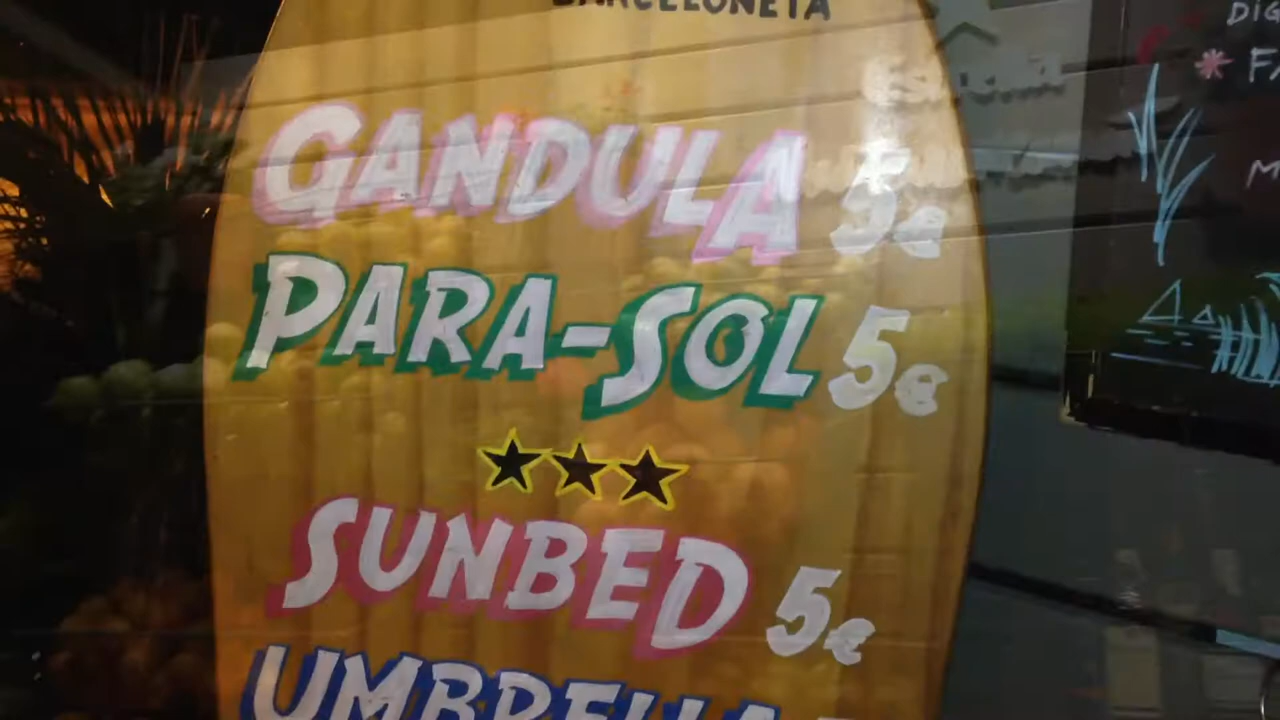 BARCELONETA
GANDULA 5€
PARA-SOL 5€
SUNBED 5€
UMBRELLA